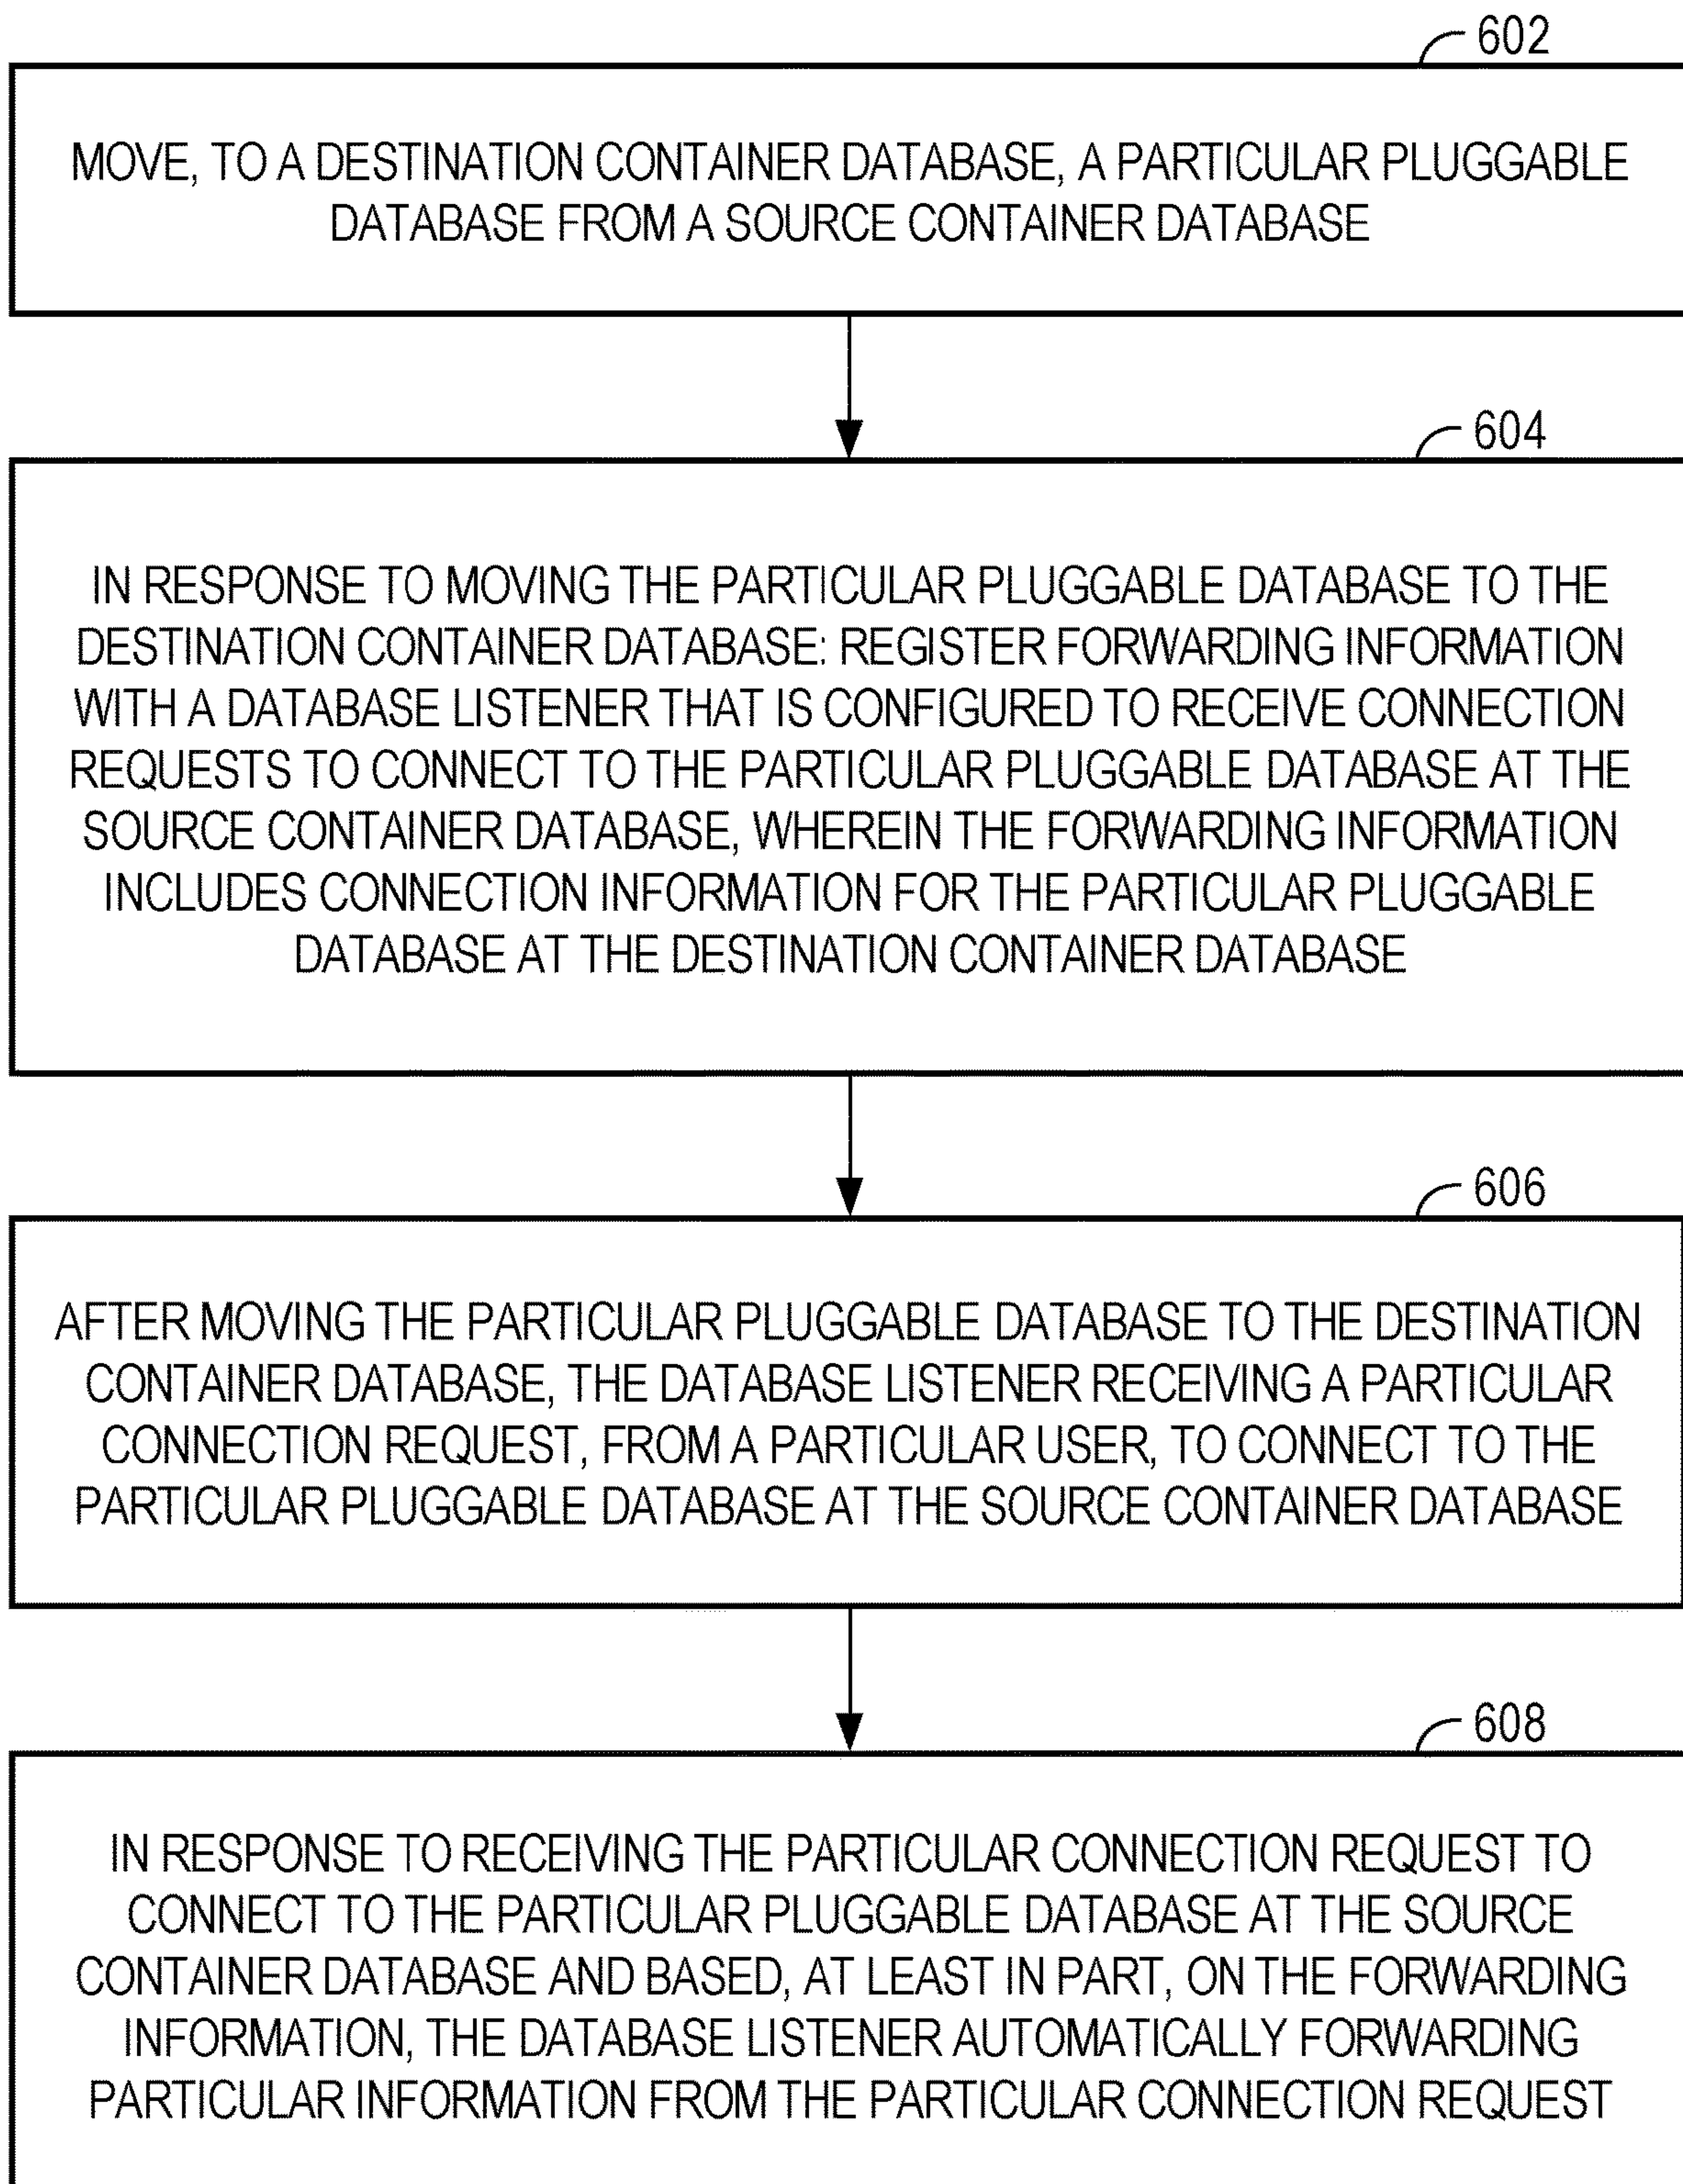 602
MOVE, TO A DESTINATION CONTAINER DATABASE, A PARTICULAR PLUGGABLE
DATABASE FROM A SOURCE CONTAINER DATABASE
604
IN RESPONSE TO MOVING THE PARTICULAR PLUGGABLE DATABASE TO THE
DESTINATION CONTAINER DATABASE: REGISTER FORWARDING INFORMATION
WITH A DATABASE LISTENER THAT IS CONFIGURED TO RECEIVE CONNECTION
REQUESTS TO CONNECT TO THE PARTICULAR PLUGGABLE DATABASE AT THE
SOURCE CONTAINER DATABASE, WHEREIN THE FORWARDING INFORMATION
INCLUDES CONNECTION INFORMATION FOR THE PARTICULAR PLUGGABLE
DATABASE AT THE DESTINATION CONTAINER DATABASE
606
AFTER MOVING THE PARTICULAR PLUGGABLE DATABASE TO THE DESTINATION
CONTAINER DATABASE, THE DATABASE LISTENER RECEIVING A PARTICULAR
CONNECTION REQUEST, FROM A PARTICULAR USER, TO CONNECT TO THE
PARTICULAR PLUGGABLE DATABASE AT THE SOURCE CONTAINER DATABASE
608
IN RESPONSE TO RECEIVING THE PARTICULAR CONNECTION REQUEST TO
CONNECT TO THE PARTICULAR PLUGGABLE DATABASE AT THE SOURCE
CONTAINER DATABASE AND BASED, AT LEAST IN PART, ON THE FORWARDING
INFORMATION, THE DATABASE LISTENER AUTOMATICALLY FORWARDING
PARTICULAR INFORMATION FROM THE PARTICULAR CONNECTION REQUEST